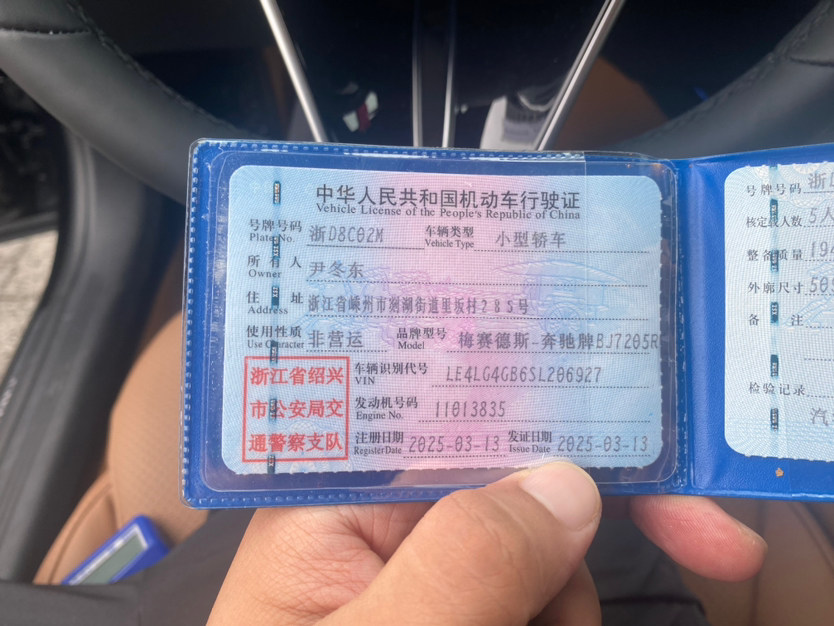 中华人民共和国机动车行驶证
Vehicle License of the People's Republic of China
号牌号码 Plate No. 浙D8C02M 车辆类型 Vehicle Type 小型轿车
所有人 Owner 尹冬东
住址 Address 浙江省嵊州市剡湖街道里坂村285号
使用性质 Use Character 非营运 品牌型号 Model 梅赛德斯-奔驰牌BJ7205R
浙江省绍兴
市公安局交
通警察支队
车辆识别代号 VIN LE4LG4GB6SL206927
发动机号码 Engine No. 11013835
注册日期 Register Date 2025-03-13 发证日期 Issue Date 2025-03-13
号牌号码 浙
核定载人数 5人
整备质量 194
外廓尺寸 509
备注
检验记录
汽